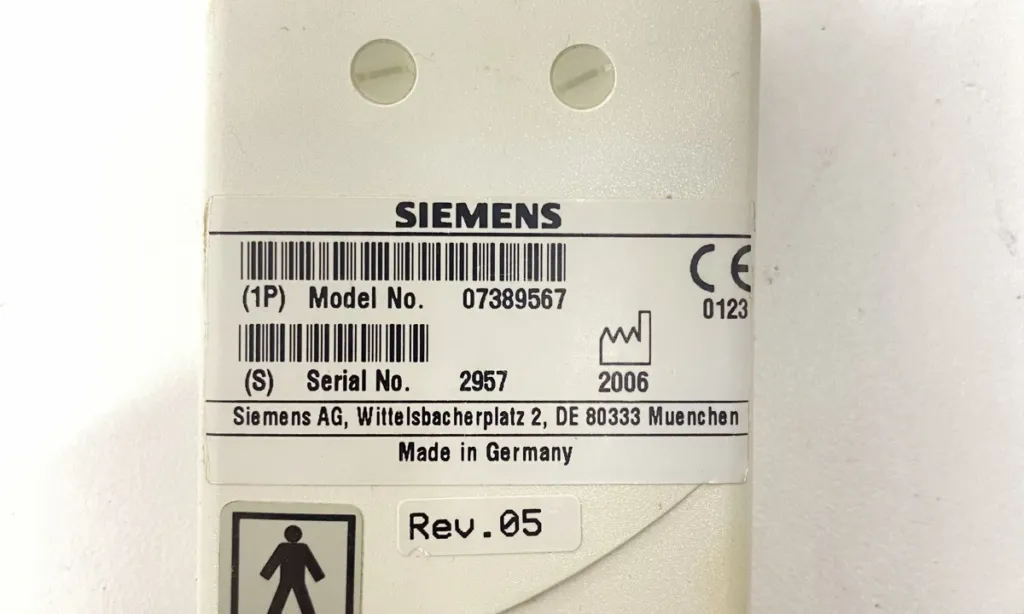 SIEMENS
(1P) Model No. 07389567
CE
0123
(S) Serial No. 2957
2006
Siemens AG, Wittelsbacherplatz 2, DE 80333 Muenchen
Made in Germany
Rev.05